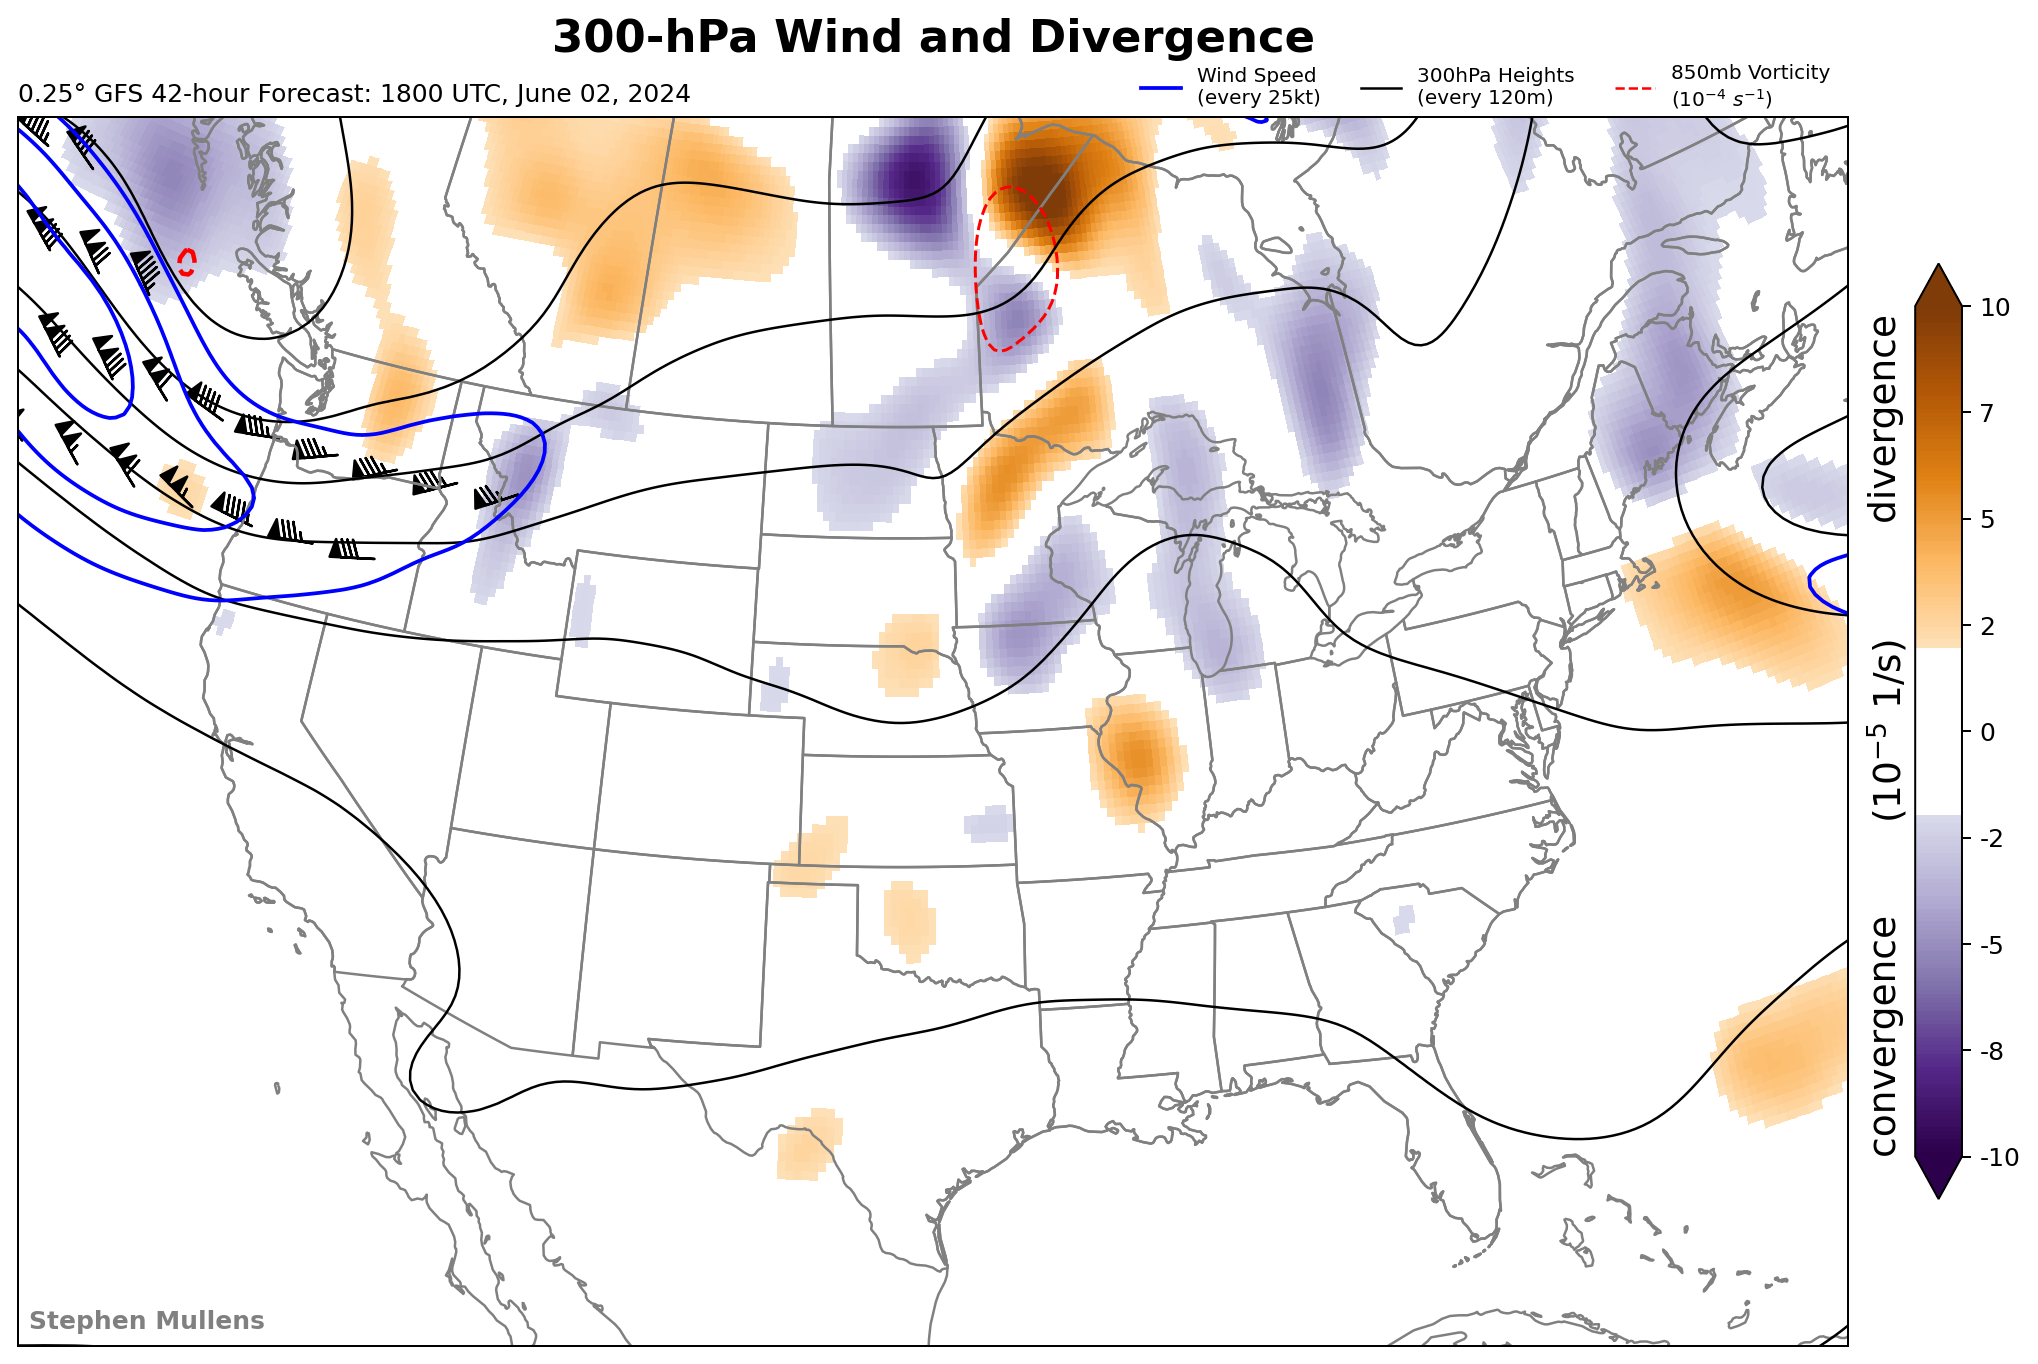 300-hPa Wind and Divergence
0.25° GFS 42-hour Forecast: 1800 UTC, June 02, 2024
Wind Speed
(every 25kt)
300hPa Heights
(every 120m)
850mb Vorticity
(10⁻⁴ s⁻¹)
10
7
5
2
0
-2
-5
-8
-10
convergence (10⁻⁵ 1/s) divergence
Stephen Mullens